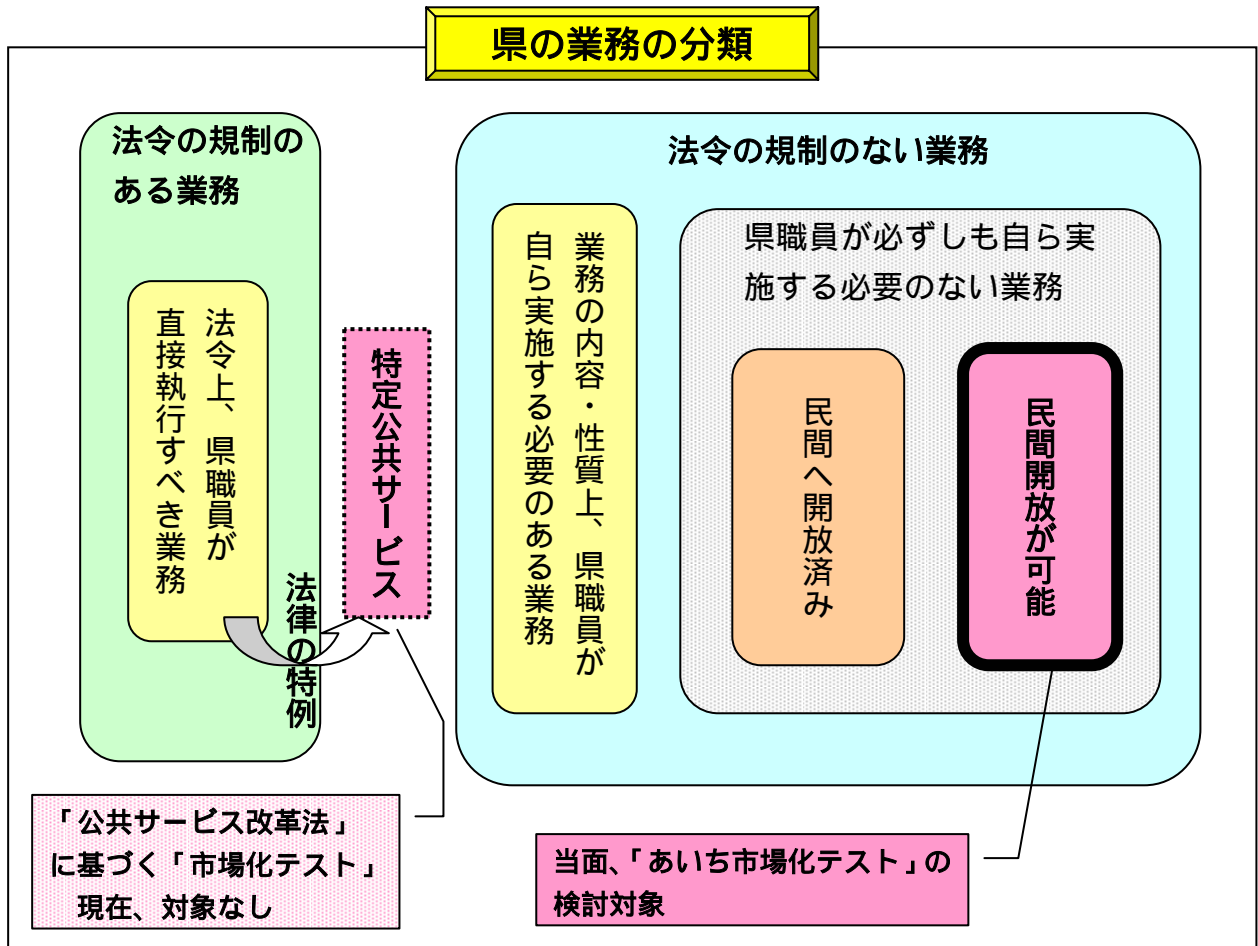 県の業務の分類
法令の規制の
ある業務
法令上、県職員が
直接執行すべき業務
法律の特例
特定公共サービス
法令の規制のない業務
業務の内容・性質上、県職員が
自ら実施する必要のある業務
県職員が必ずしも自ら実
施する必要のない業務
民間へ開放済み
民間開放が可能
「公共サービス改革法」
に基づく「市場化テスト」
現在、対象なし
当面、「あいち市場化テスト」の
検討対象